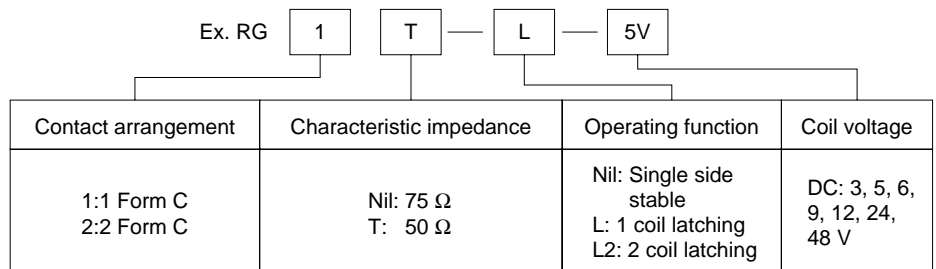 Ex. RG 1 T — L — 5V
Contact arrangement
Characteristic impedance
Operating function
Coil voltage
1:1 Form C
2:2 Form C
Nil: 75 Ω
T: 50 Ω
Nil: Single side
stable
L: 1 coil latching
L2: 2 coil latching
DC: 3, 5, 6,
9, 12, 24,
48 V